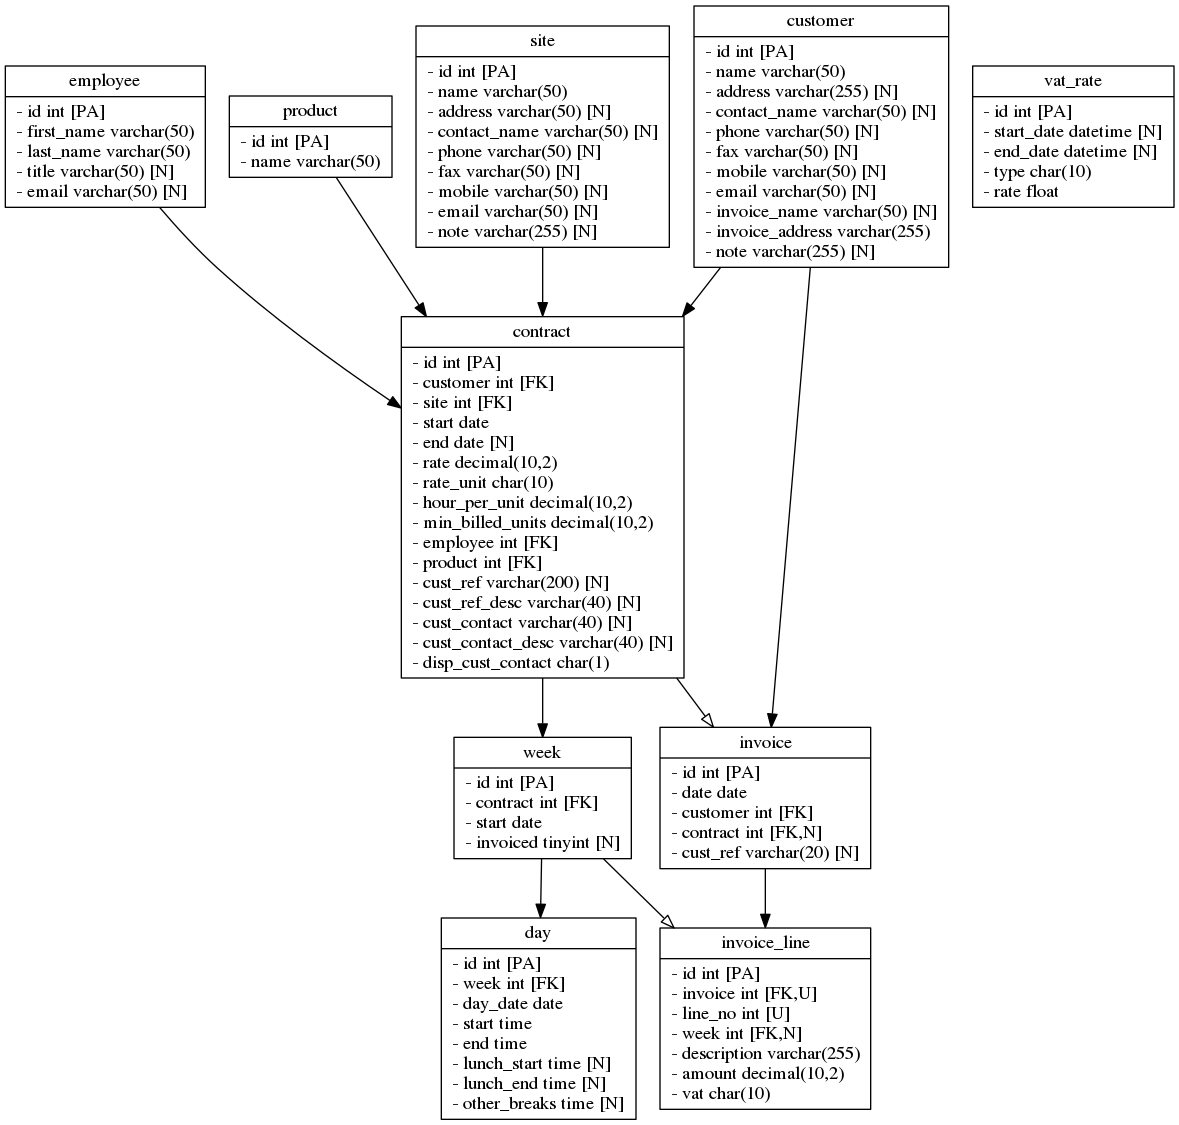 employee
- id int [PA]
- first_name varchar(50)
- last_name varchar(50)
- title varchar(50) [N]
- email varchar(50) [N]
product
- id int [PA]
- name varchar(50)
site
- id int [PA]
- name varchar(50)
- address varchar(50) [N]
- contact_name varchar(50) [N]
- phone varchar(50) [N]
- fax varchar(50) [N]
- mobile varchar(50) [N]
- email varchar(50) [N]
- note varchar(255) [N]
customer
- id int [PA]
- name varchar(50)
- address varchar(255) [N]
- contact_name varchar(50) [N]
- phone varchar(50) [N]
- fax varchar(50) [N]
- mobile varchar(50) [N]
- email varchar(50) [N]
- invoice_name varchar(50) [N]
- invoice_address varchar(255)
- note varchar(255) [N]
vat_rate
- id int [PA]
- start_date datetime [N]
- end_date datetime [N]
- type char(10)
- rate float
contract
- id int [PA]
- customer int [FK]
- site int [FK]
- start date
- end date [N]
- rate decimal(10,2)
- rate_unit char(10)
- hour_per_unit decimal(10,2)
- min_billed_units decimal(10,2)
- employee int [FK]
- product int [FK]
- cust_ref varchar(200) [N]
- cust_ref_desc varchar(40) [N]
- cust_contact varchar(40) [N]
- cust_contact_desc varchar(40) [N]
- disp_cust_contact char(1)
week
- id int [PA]
- contract int [FK]
- start date
- invoiced tinyint [N]
invoice
- id int [PA]
- date date
- customer int [FK]
- contract int [FK,N]
- cust_ref varchar(20) [N]
day
- id int [PA]
- week int [FK]
- day_date date
- start time
- end time
- lunch_start time [N]
- lunch_end time [N]
- other_breaks time [N]
invoice_line
- id int [PA]
- invoice int [FK,U]
- line_no int [U]
- week int [FK,N]
- description varchar(255)
- amount decimal(10,2)
- vat char(10)